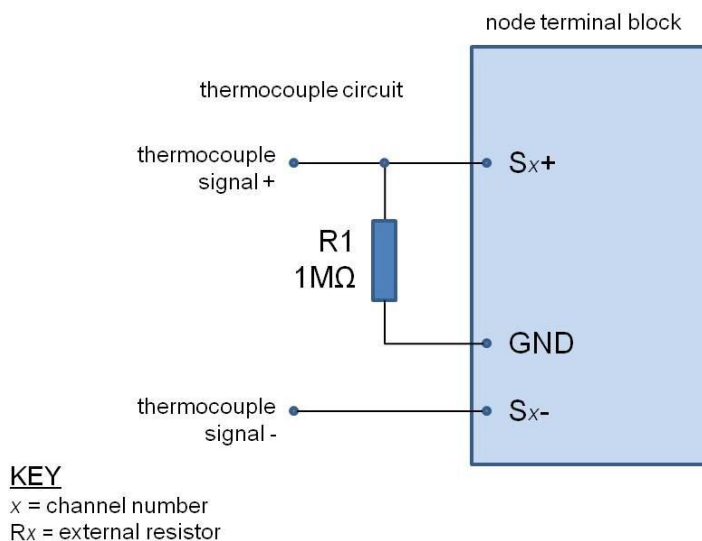 node terminal block
thermocouple circuit
thermocouple
signal +
Sx+
R1
1MΩ
GND
thermocouple
signal -
Sx-
KEY
x = channel number
Rx = external resistor